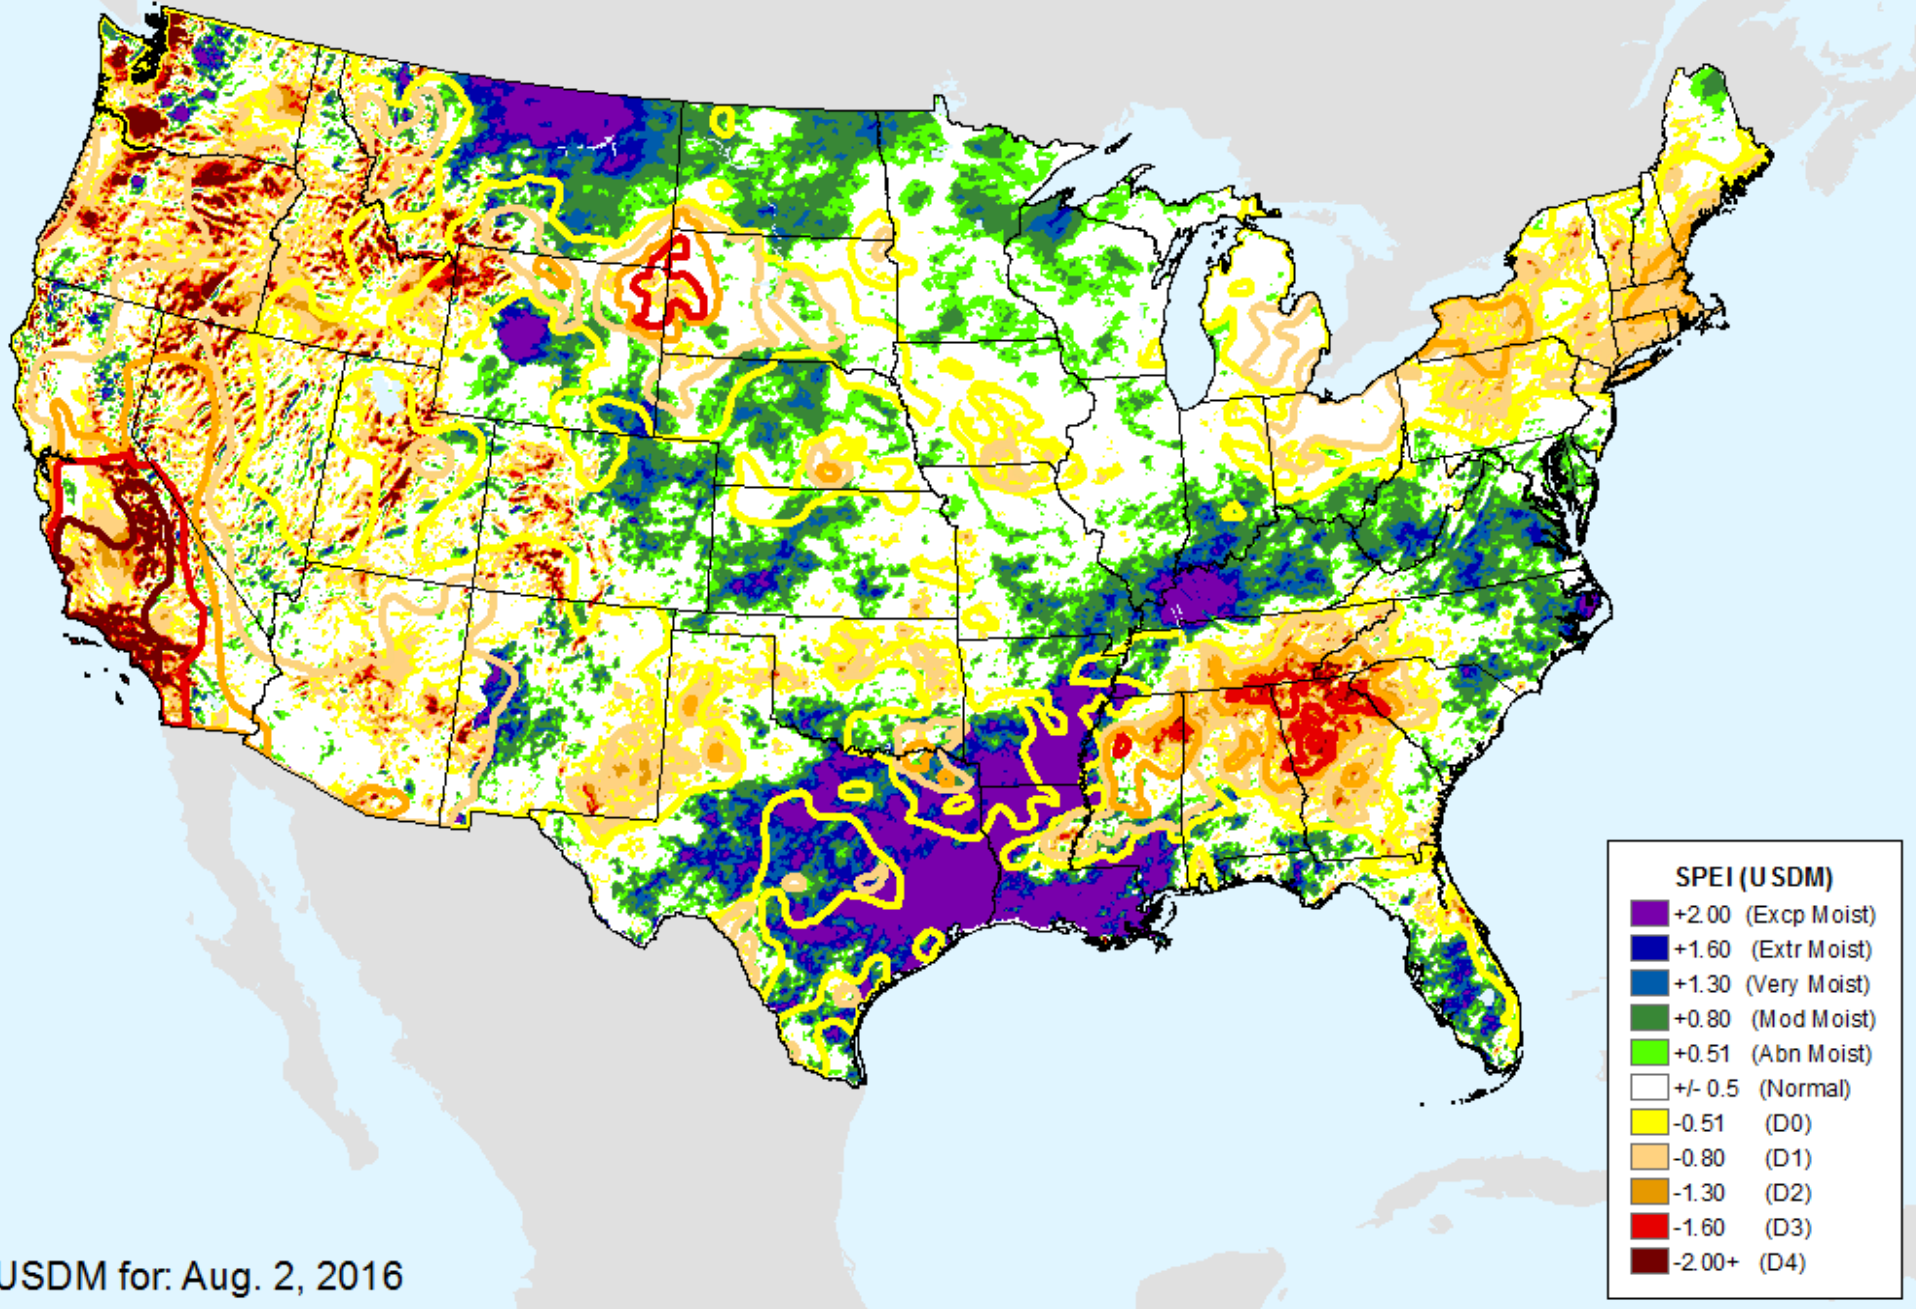 SPEI (USDM)
+2.00 (Excp Moist)
+1.60 (Extr Moist)
+1.30 (Very Moist)
+0.80 (Mod Moist)
+0.51 (Abn Moist)
+/- 0.5 (Normal)
-0.51 (D0)
-0.80 (D1)
-1.30 (D2)
-1.60 (D3)
-2.00+ (D4)
USDM for: Aug. 2, 2016